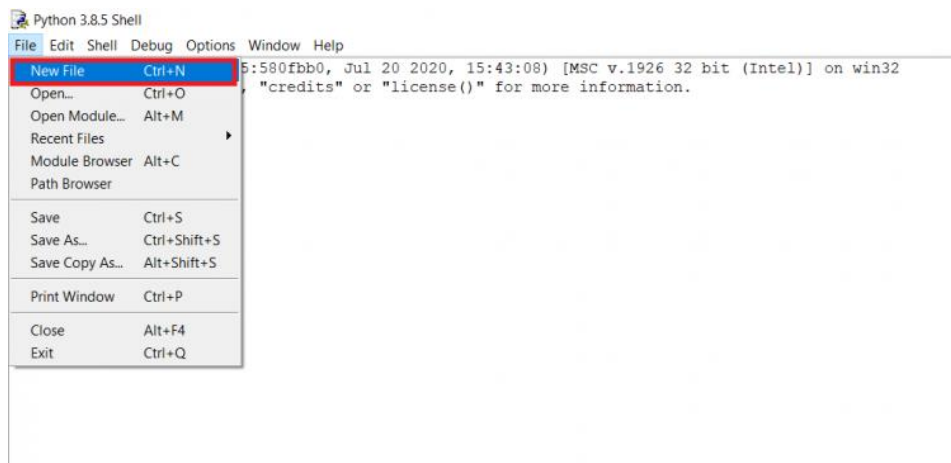 Python 3.8.5 Shell
File Edit Shell Debug Options Window Help
New File Ctrl+N
5:580fbb0, Jul 20 2020, 15:43:08) [MSC v.1926 32 bit (Intel)] on win32
Open... Ctrl+O
, "credits" or "license()" for more information.
Open Module... Alt+M
Recent Files
Module Browser Alt+C
Path Browser
Save Ctrl+S
Save As... Ctrl+Shift+S
Save Copy As... Alt+Shift+S
Print Window Ctrl+P
Close Alt+F4
Exit Ctrl+Q